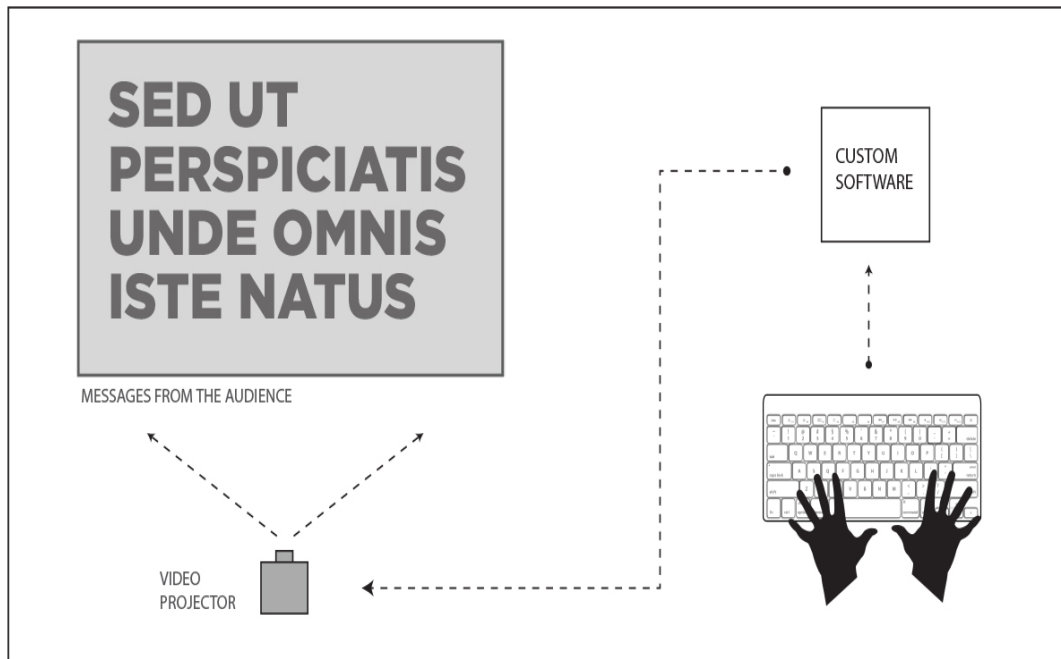 SED UT
PERSPICIATIS
UNDE OMNIS
ISTE NATUS
MESSAGES FROM THE AUDIENCE
CUSTOM
SOFTWARE
VIDEO
PROJECTOR